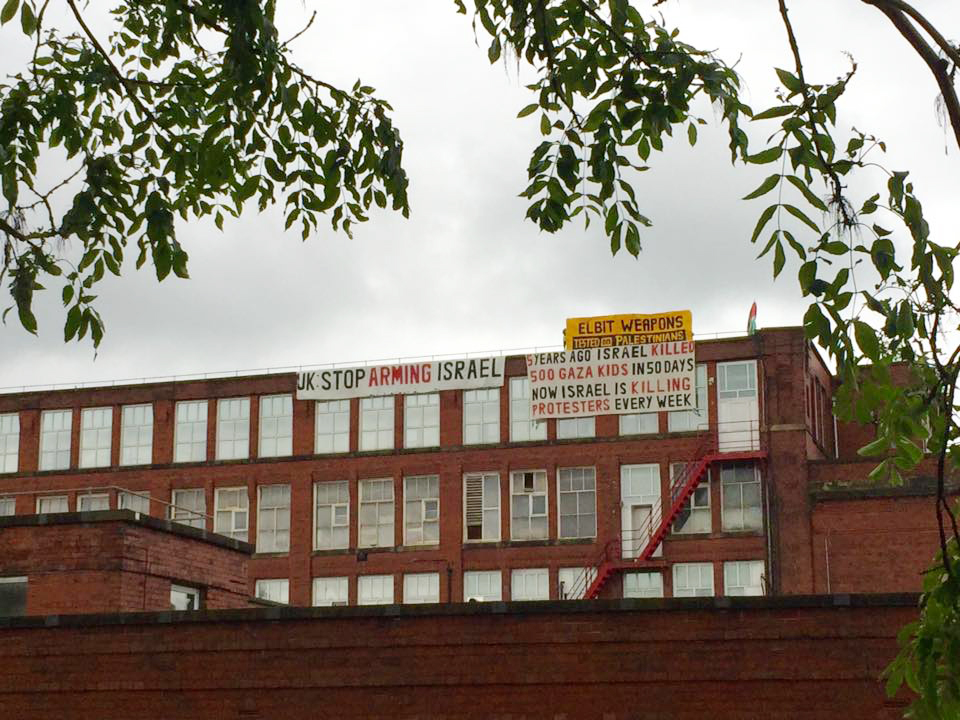 UK: STOP ARMING ISRAEL
ELBIT WEAPONS
TESTED ON PALESTINIANS
5 YEARS AGO ISRAEL KILLED
500 GAZA KIDS IN 50 DAYS
NOW ISRAEL IS KILLING
PROTESTERS EVERY WEEK